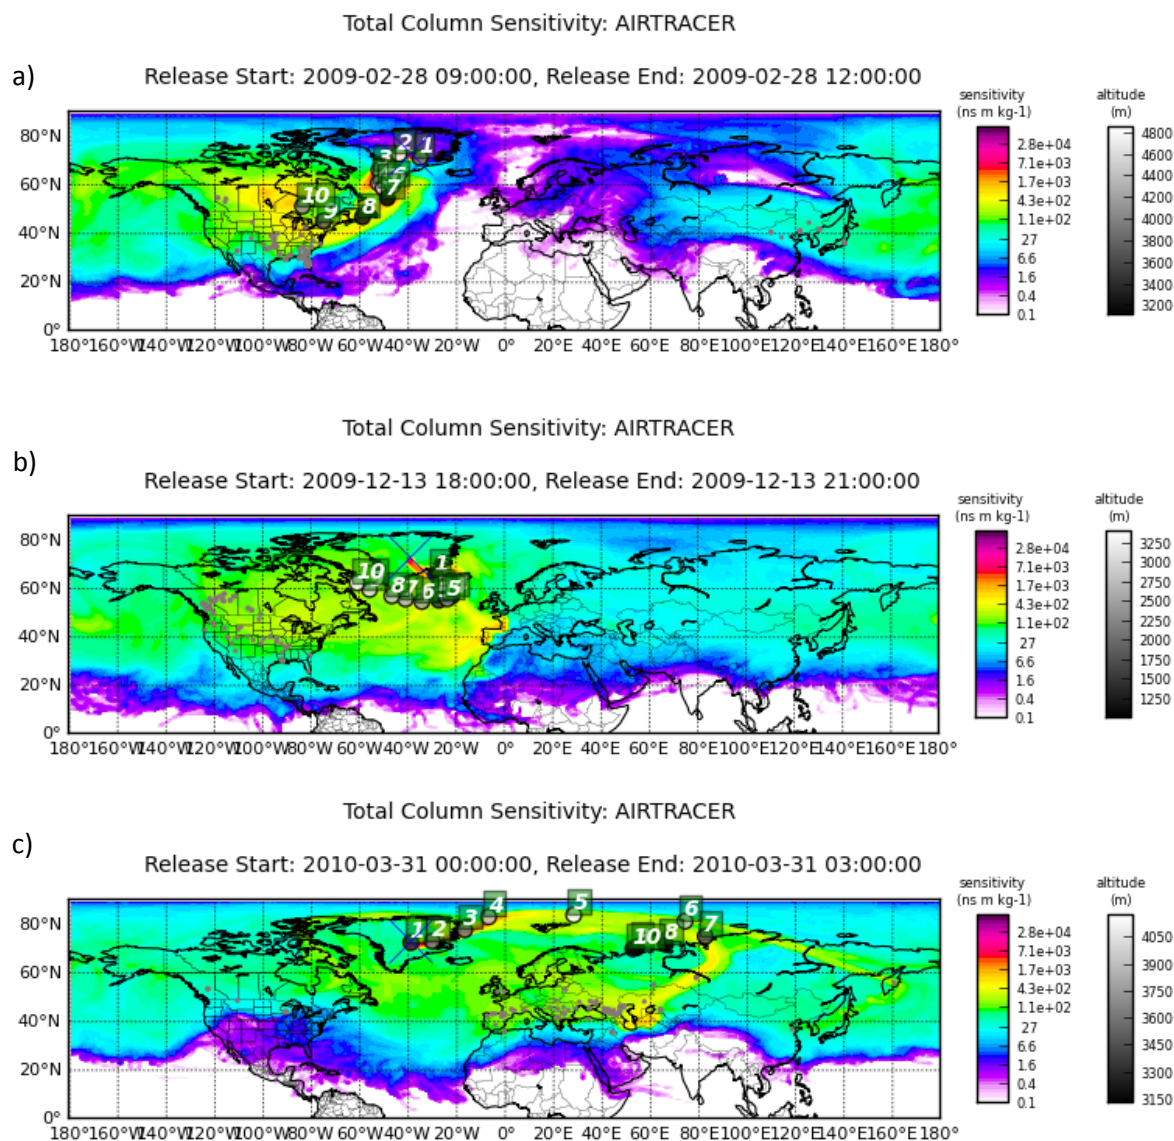 Total Column Sensitivity: AIRTRACER
a)
Release Start: 2009-02-28 09:00:00, Release End: 2009-02-28 12:00:00
sensitivity
(ns m kg-1)
altitude
(m)
80°N
60°N
40°N
20°N
0°
180°160°W140°W120°W100°W80°W 60°W 40°W 20°W 0° 20°E 40°E 60°E 80°E100°E120°E140°E160°E180°
1
2
3
7
8
9
10
2.8e+04
7.1e+03
1.7e+03
4.3e+02
1.1e+02
27
6.6
1.6
0.4
0.1
4800
4600
4400
4200
4000
3800
3600
3400
3200
Total Column Sensitivity: AIRTRACER
b)
Release Start: 2009-12-13 18:00:00, Release End: 2009-12-13 21:00:00
sensitivity
(ns m kg-1)
altitude
(m)
80°N
60°N
40°N
20°N
0°
180°160°W140°W120°W100°W80°W 60°W 40°W 20°W 0° 20°E 40°E 60°E 80°E100°E120°E140°E160°E180°
1
5
6
7
8
10
2.8e+04
7.1e+03
1.7e+03
4.3e+02
1.1e+02
27
6.6
1.6
0.4
0.1
3250
3000
2750
2500
2250
2000
1750
1500
1250
Total Column Sensitivity: AIRTRACER
c)
Release Start: 2010-03-31 00:00:00, Release End: 2010-03-31 03:00:00
sensitivity
(ns m kg-1)
altitude
(m)
80°N
60°N
40°N
20°N
0°
180°160°W140°W120°W100°W80°W 60°W 40°W 20°W 0° 20°E 40°E 60°E 80°E100°E120°E140°E160°E180°
1
2
3
4
5
6
7
8
10
2.8e+04
7.1e+03
1.7e+03
4.3e+02
1.1e+02
27
6.6
1.6
0.4
0.1
4050
3900
3750
3600
3450
3300
3150